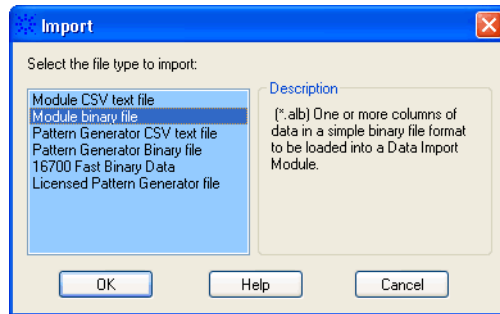 Import
Select the file type to import:
Module CSV text file
Module binary file
Pattern Generator CSV text file
Pattern Generator Binary file
16700 Fast Binary Data
Licensed Pattern Generator file
Description
(*.alb) One or more columns of
data in a simple binary file format
to be loaded into a Data Import
Module.
OK
Help
Cancel